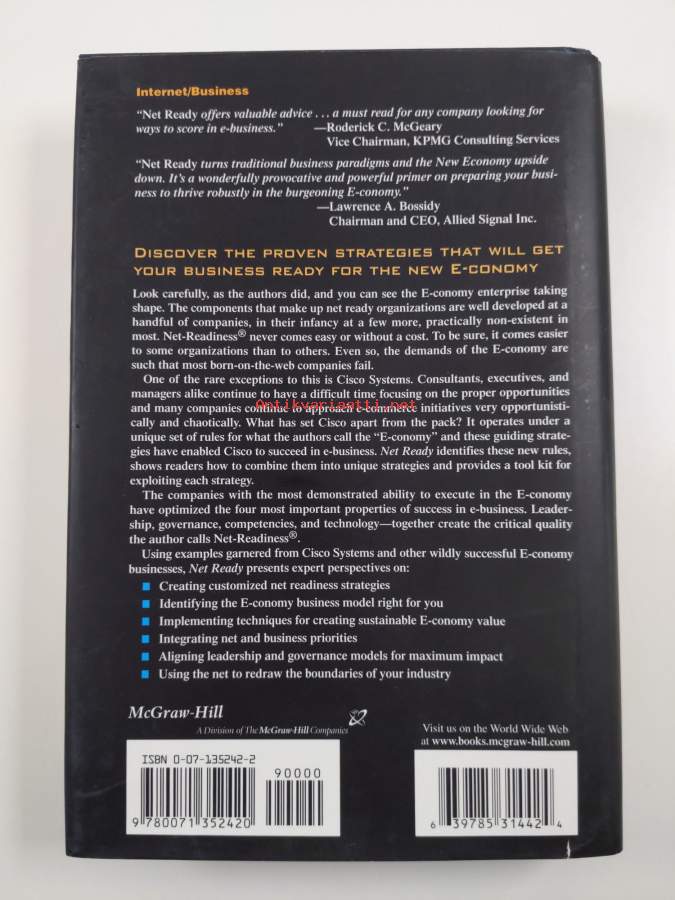 Internet/Business
“Net Ready offers valuable advice . . . a must read for any company looking for
ways to score in e-business.” —Roderick C. McGeary
Vice Chairman, KPMG Consulting Services
“Net Ready turns traditional business paradigms and the New Economy upside
down. It’s a wonderfully provocative and powerful primer on preparing your busi-
ness to thrive robustly in the burgeoning E-conomy.”
—Lawrence A. Bossidy
Chairman and CEO, Allied Signal Inc.
DISCOVER THE PROVEN STRATEGIES THAT WILL GET
YOUR BUSINESS READY FOR THE NEW E-CONOMY
Look carefully, as the authors did, and you can see the E-conomy enterprise taking
shape. The components that make up net ready organizations are well developed at a
handful of companies, in their infancy at a few more, practically non-existent in
most. Net-Readiness® never comes easy or without a cost. To be sure, it comes easier
to some organizations than to others. Even so, the demands of the E-conomy are
such that most born-on-the-web companies fail.
One of the rare exceptions to this is Cisco Systems. Consultants, executives, and
managers alike continue to have a difficult time focusing on the proper opportunities
and many companies continue to approach e-commerce initiatives very opportunisti-
Antikvariaatti.net
cally and chaotically. What has set Cisco apart from the pack? It operates under a
unique set of rules for what the authors call the “E-conomy” and these guiding strate-
gies have enabled Cisco to succeed in e-business. Net Ready identifies these new rules,
shows readers how to combine them into unique strategies and provides a tool kit for
exploiting each strategy.
The companies with the most demonstrated ability to execute in the E-conomy
have optimized the four most important properties of success in e-business. Leader-
ship, governance, competencies, and technology—together create the critical quality
the author calls Net-Readiness®.
Using examples garnered from Cisco Systems and other wildly successful E-conomy
businesses, Net Ready presents expert perspectives on:
■ Creating customized net readiness strategies
■ Identifying the E-conomy business model right for you
■ Implementing techniques for creating sustainable E-conomy value
■ Integrating net and business priorities
■ Aligning leadership and governance models for maximum impact
■ Using the net to redraw the boundaries of your industry
McGraw-Hill
A Division of The McGraw-Hill Companies
Visit us on the World Wide Web
at www.books.mcgraw-hill.com
ISBN 0-07-135242-2
90000
9 780071 352420
6 39785 31442 4